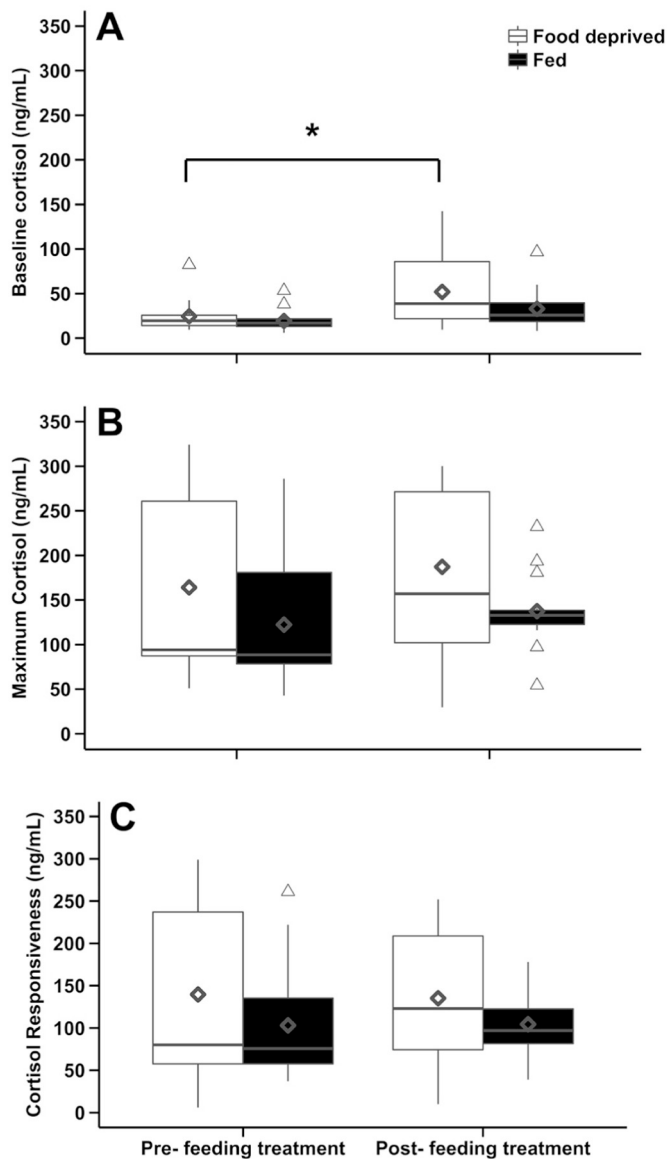 A
Food deprived
Fed
Baseline cortisol (ng/mL)
350
300
250
200
150
100
50
0
*
B
Maximum Cortisol (ng/mL)
350
300
250
200
150
100
50
0
C
Cortisol Responsiveness (ng/mL)
350
300
250
200
150
100
50
0
Pre- feeding treatment Post- feeding treatment